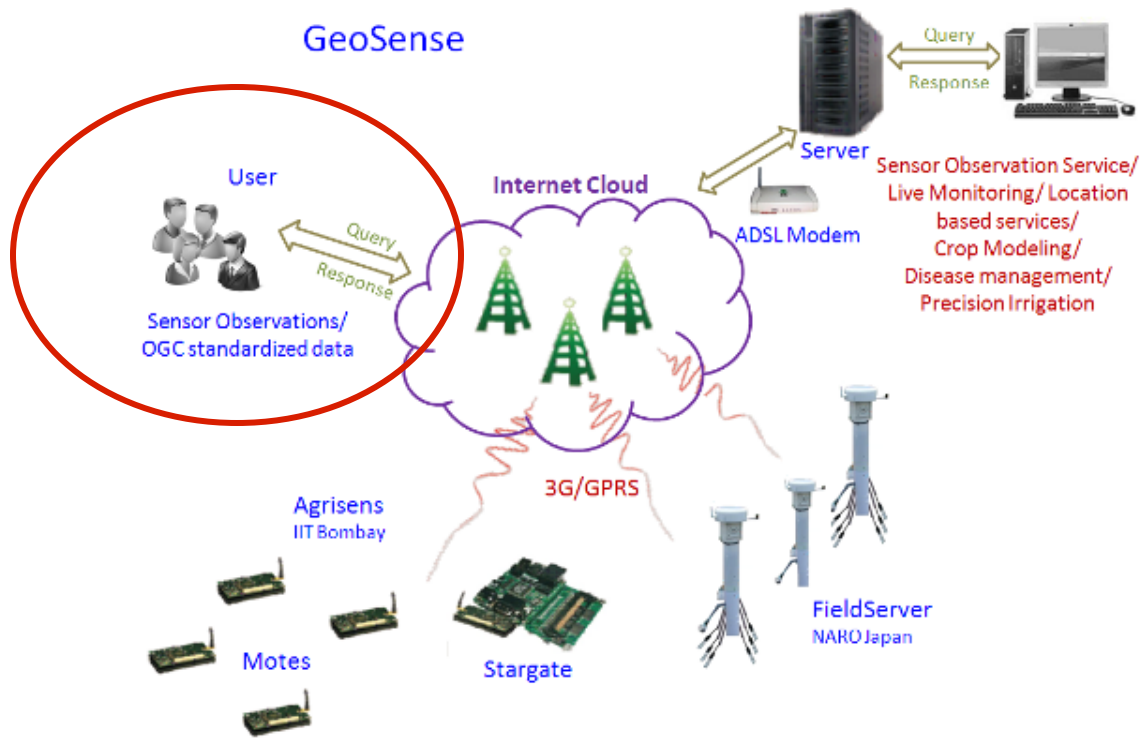 GeoSense
Query
Response
Server
Sensor Observation Service/
Live Monitoring/ Location
based services/
Crop Modeling/
Disease management/
Precision Irrigation
ADSL Modem
Internet Cloud
User
Query
Response
Sensor Observations/
OGC standardized data
3G/GPRS
Agrisens
IIT Bombay
Motes
Stargate
FieldServer
NARO Japan